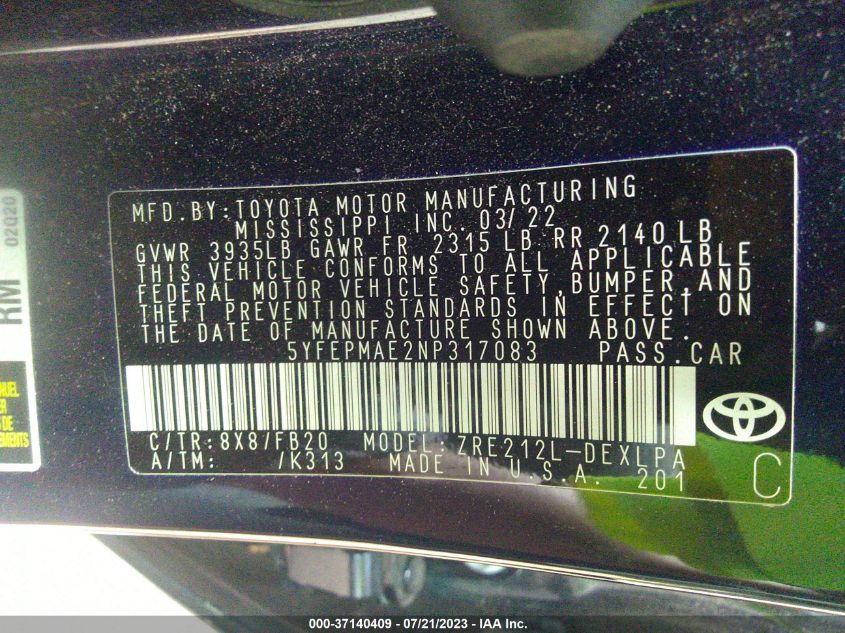 MFD.BY:TOYOTA MOTOR MANUFACTURING
MISSISSIPPI, INC. 03/22
GVWR 3935LB GAWR FR 2315 LB RR 2140 LB
THIS VEHICLE CONFORMS TO ALL APPLICABLE
FEDERAL MOTOR VEHICLE SAFETY, BUMPER, AND
THEFT PREVENTION STANDARDS IN EFFECT ON
THE DATE OF MANUFACTURE SHOWN ABOVE.
5YFEPMAE2NP317083 PASS.CAR
C/TR:8X8/FB20 MODEL:ZRE212L-DEXLPA
A/TM: /K313 MADE IN U.S.A. 201
C
RM 02020
000-37140409 - 07/21/2023 - IAA Inc.